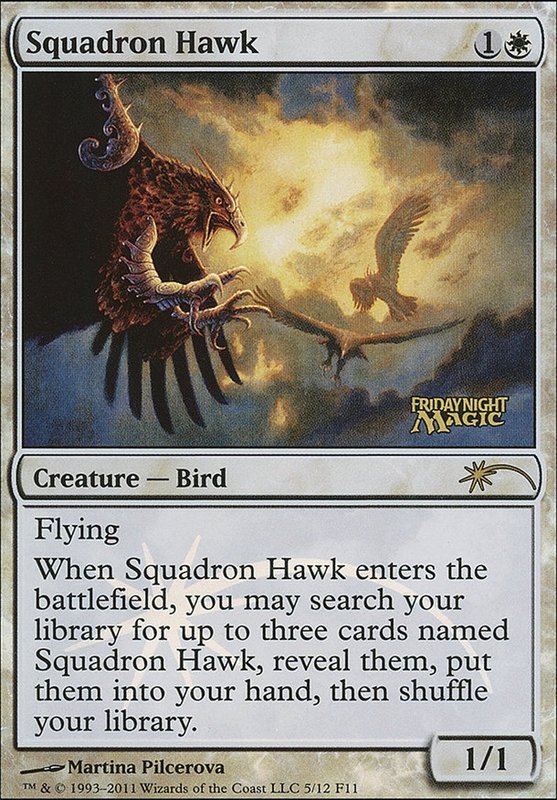 Squadron Hawk 1
FRIDAY NIGHT
MAGIC
Creature — Bird
Flying
When Squadron Hawk enters the
battlefield, you may search your
library for up to three cards named
Squadron Hawk, reveal them, put
them into your hand, then shuffle
your library.
1/1
Martina Pilcerova
™ & © 1993–2011 Wizards of the Coast LLC 5/12 F11